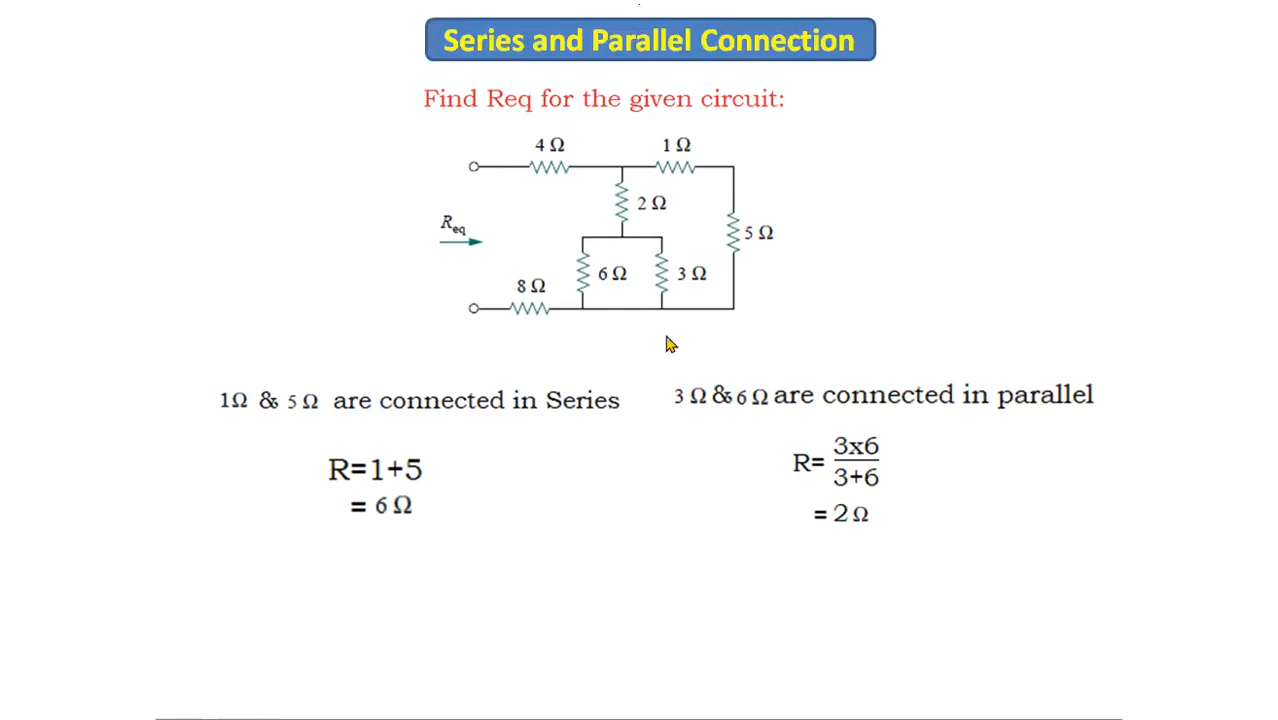 Series and Parallel Connection
Find Req for the given circuit:
4 Ω
1 Ω
2 Ω
Req
5 Ω
6 Ω
3 Ω
8 Ω
1Ω & 5 Ω are connected in Series
R=1+5
= 6 Ω
3 Ω & 6 Ω are connected in parallel
R= 3x6
3+6
= 2 Ω